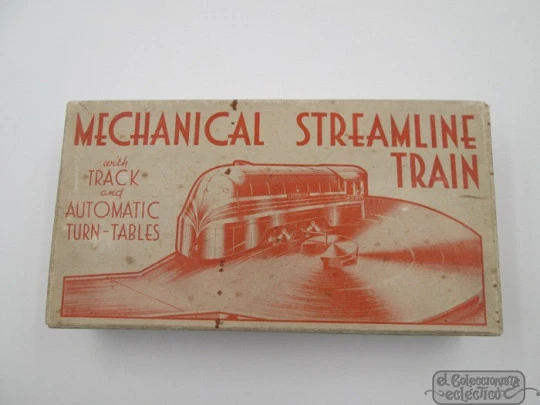 MECHANICAL STREAMLINE
TRAIN
with
TRACK
and
AUTOMATIC
TURN-TABLES
el Coleccionista
ecléctico